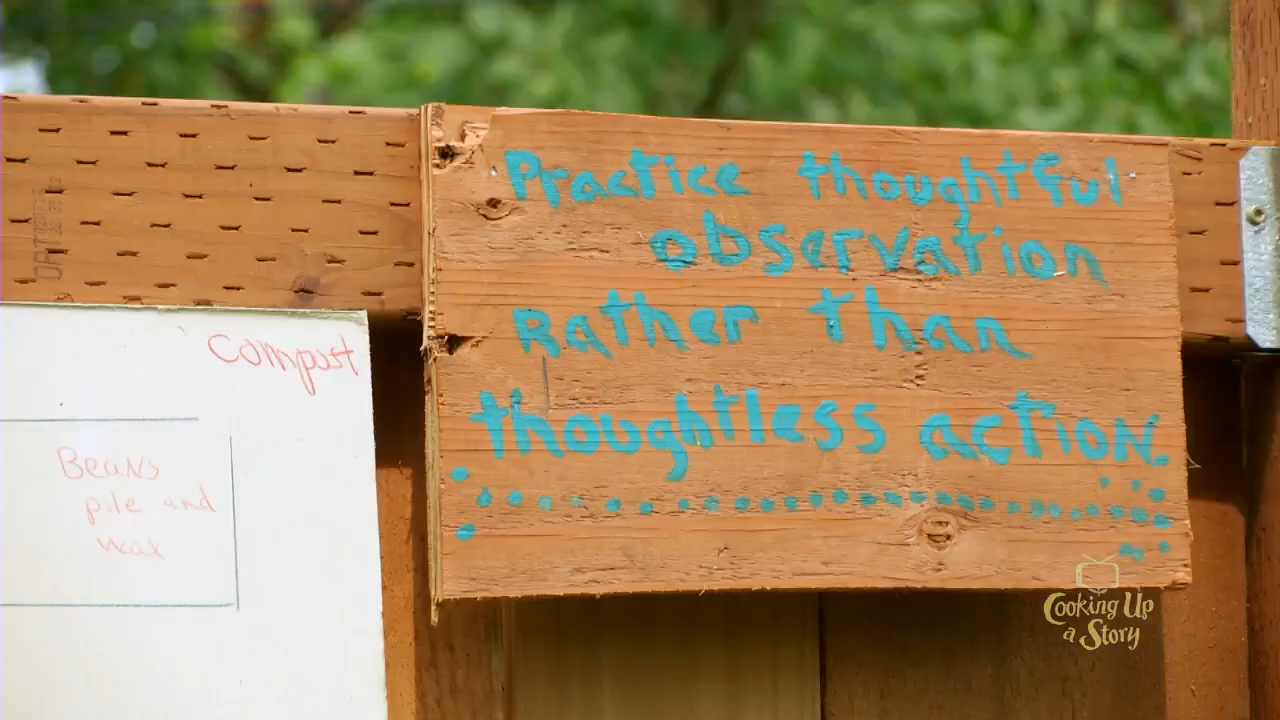 Practice thoughtful
observation
Rather than
thoughtless action.
compost
Beans
pole and
wax
Cooking Up
a Story